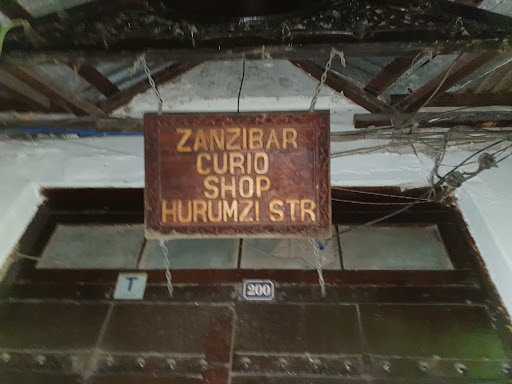 ZANZIBAR
CURIO
SHOP
HURUMZI STR
T
200